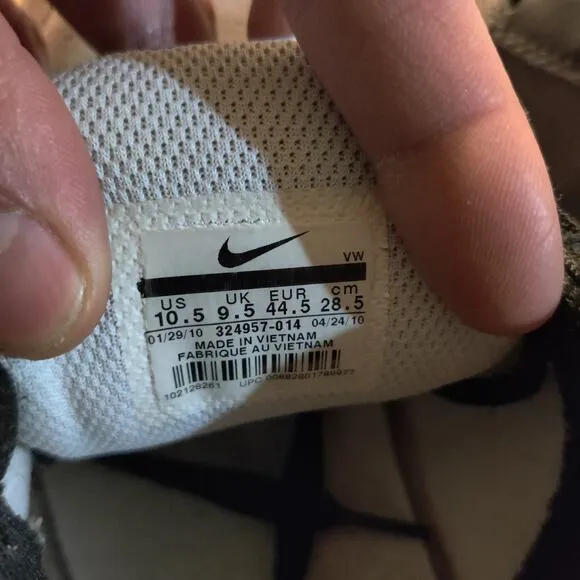 VW
US UK EUR cm
10.5 9.5 44.5 28.5
01/29/10 324957-014 04/24/10
MADE IN VIETNAM
FABRIQUE AU VIETNAM
102128261 UPC